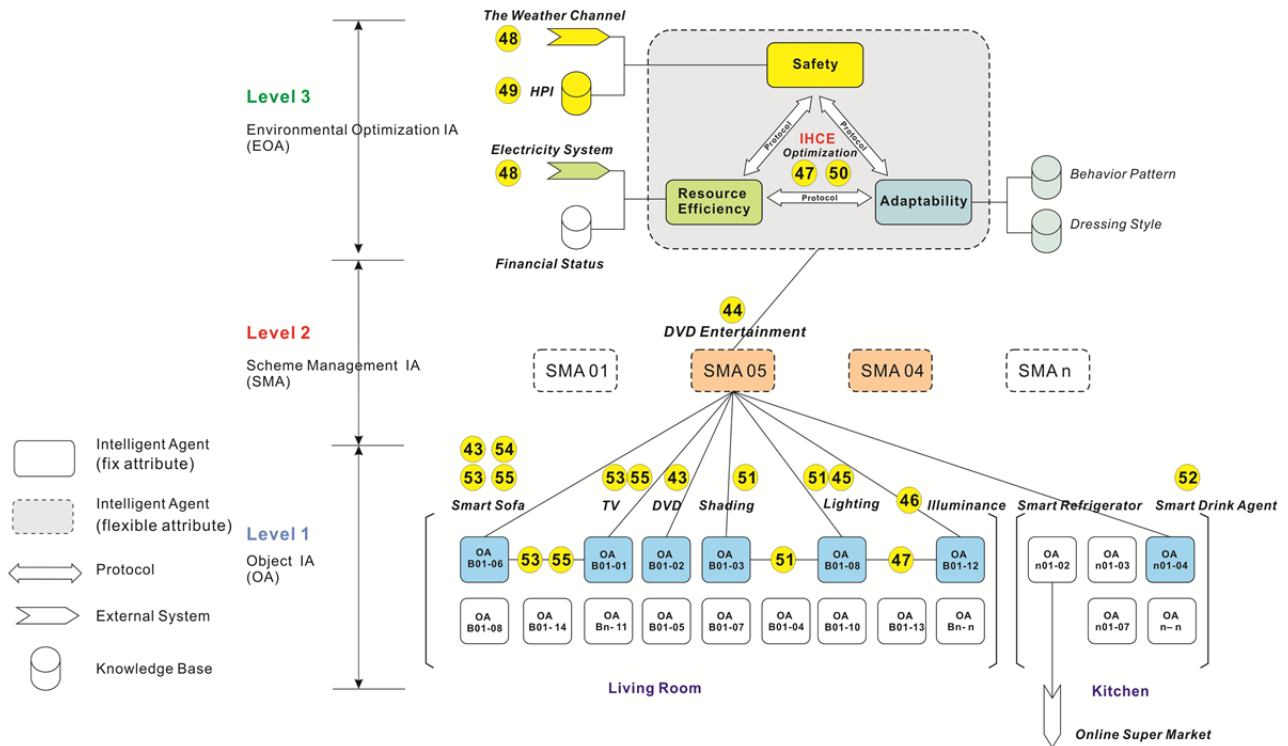 The Weather Channel
48
49
HPI
Safety
Level 3
Environmental Optimization IA
(EOA)
Protocol
Protocol
IHCE
Optimization
47 50
Electricity System
48
Resource
Efficiency
Protocol
Adaptability
Behavior Pattern
Dressing Style
Financial Status
44
DVD Entertainment
Level 2
Scheme Management IA
(SMA)
SMA 01
SMA 05
SMA 04
SMA n
Intelligent Agent
(fix attribute)
Intelligent Agent
(flexible attribute)
Protocol
External System
Knowledge Base
Level 1
Object IA
(OA)
43 54
53 55
Smart Sofa
53 55
TV
43
DVD
51
Shading
51 45
Lighting
46
Illuminance
Smart Refrigerator
52
Smart Drink Agent
OA
B01-06
53 55
OA
B01-01
OA
B01-02
OA
B01-03
51
OA
B01-08
47
OA
B01-12
OA
n01-02
OA
n01-03
OA
n01-04
OA
B01-08
OA
B01- 14
OA
Bn- 11
OA
B01-05
OA
B01-07
OA
B01-04
OA
B01-10
OA
B01-13
OA
Bn- n
OA
n01-07
OA
n– n
Living Room
Kitchen
Online Super Market